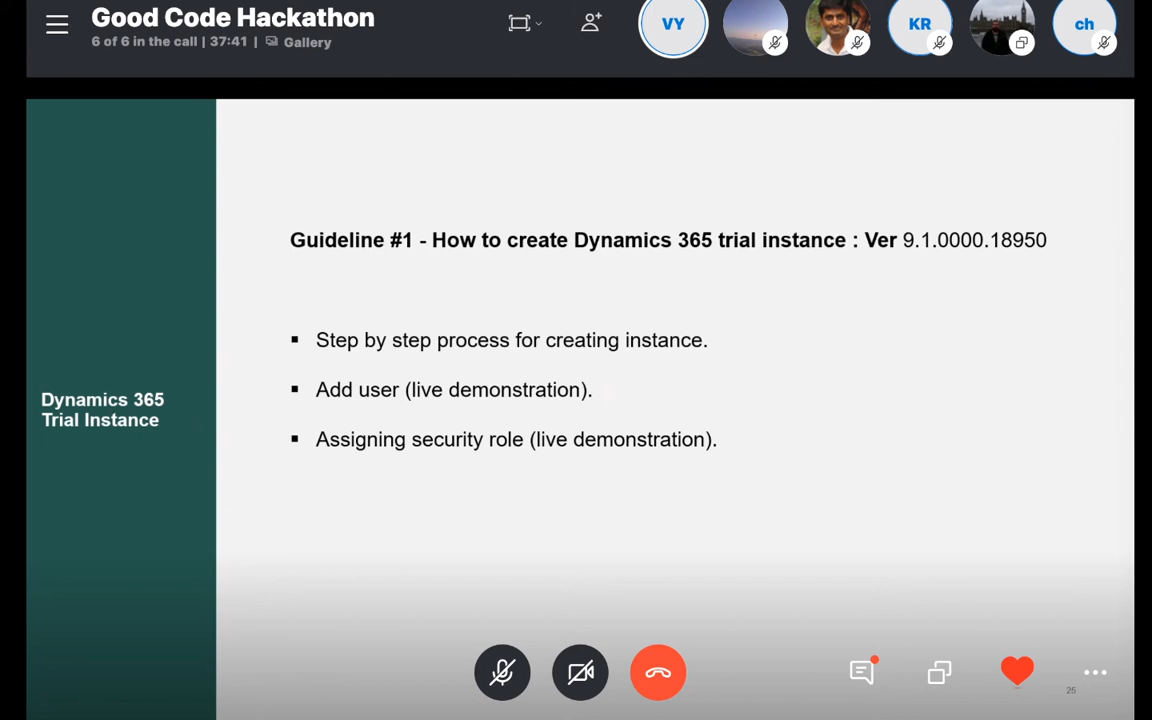 Good Code Hackathon
6 of 6 in the call | 37:41 | Gallery
VY
KR
ch
Guideline #1 - How to create Dynamics 365 trial instance : Ver 9.1.0000.18950
▪ Step by step process for creating instance.
▪ Add user (live demonstration).
▪ Assigning security role (live demonstration).
Dynamics 365
Trial Instance
25